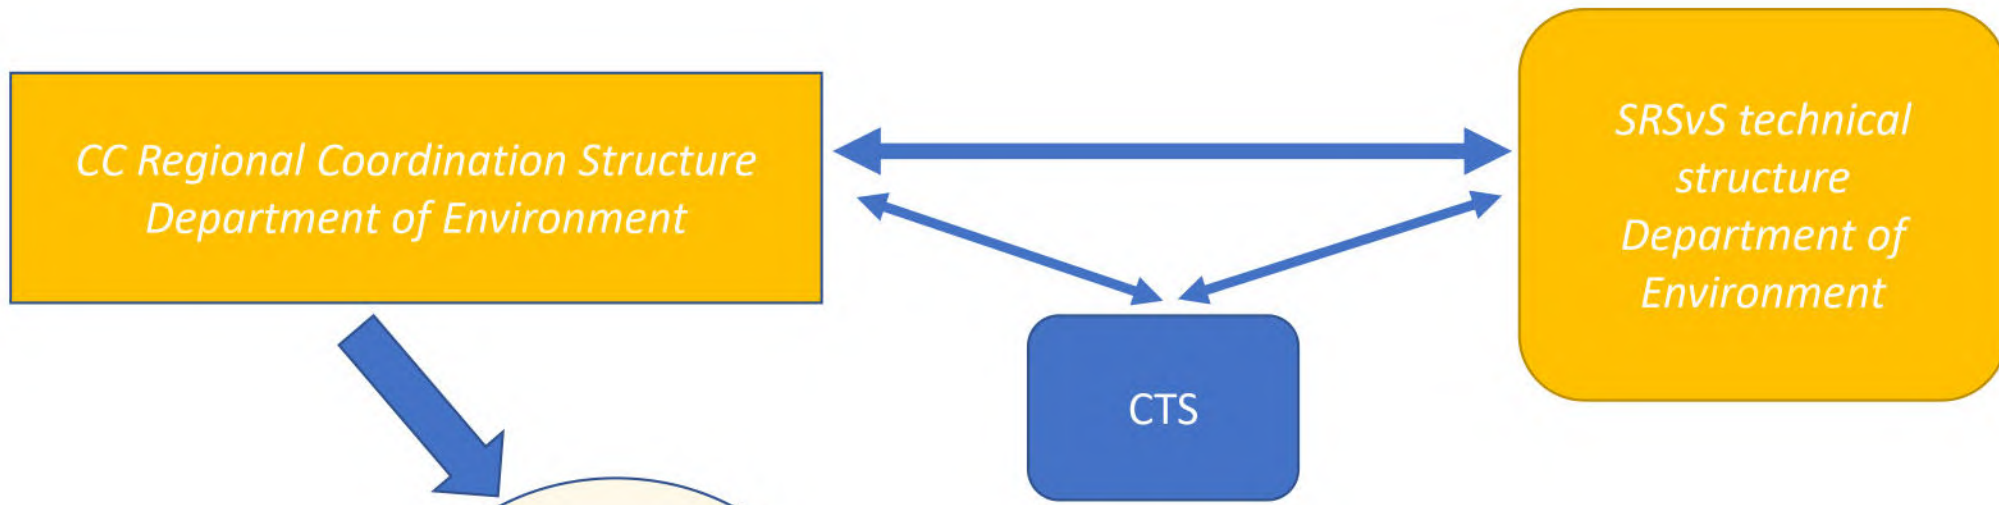 CC Regional Coordination Structure
Department of Environment
SRSvS technical
structure
Department of
Environment
CTS